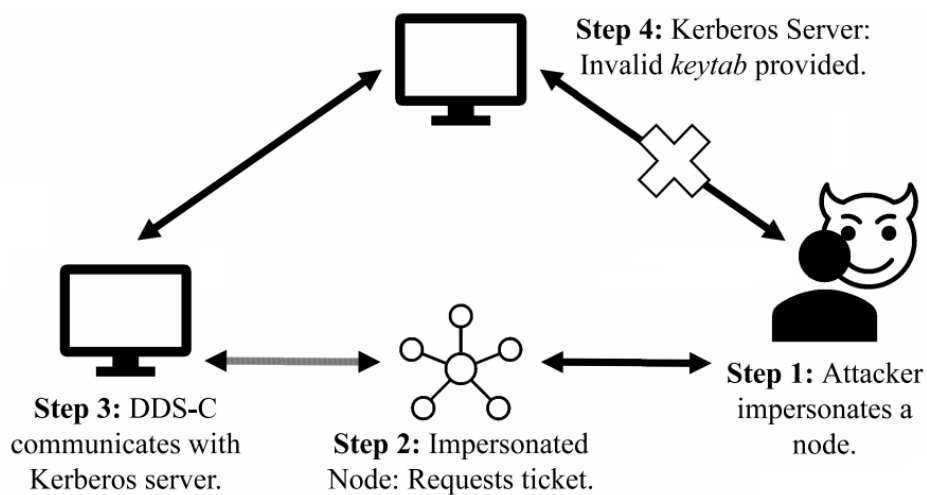 Step 4: Kerberos Server:
Invalid keytab provided.
Step 1: Attacker
impersonates a
node.
Step 3: DDS-C
communicates with
Kerberos server.
Step 2: Impersonated
Node: Requests ticket.